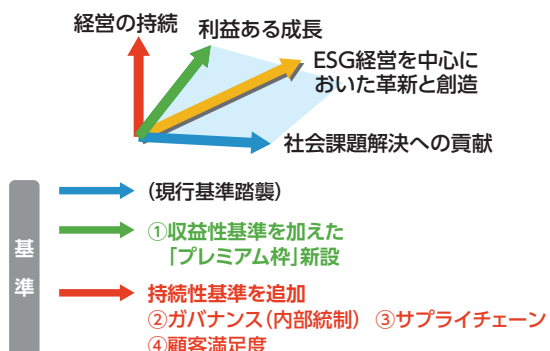 経営の持続
利益ある成長
ESG経営を中心に
おいた革新と創造
社会課題解決への貢献
基準
(現行基準踏襲)
①収益性基準を加えた
「プレミアム枠」新設
持続性基準を追加
②ガバナンス(内部統制) ③サプライチェーン
④顧客満足度